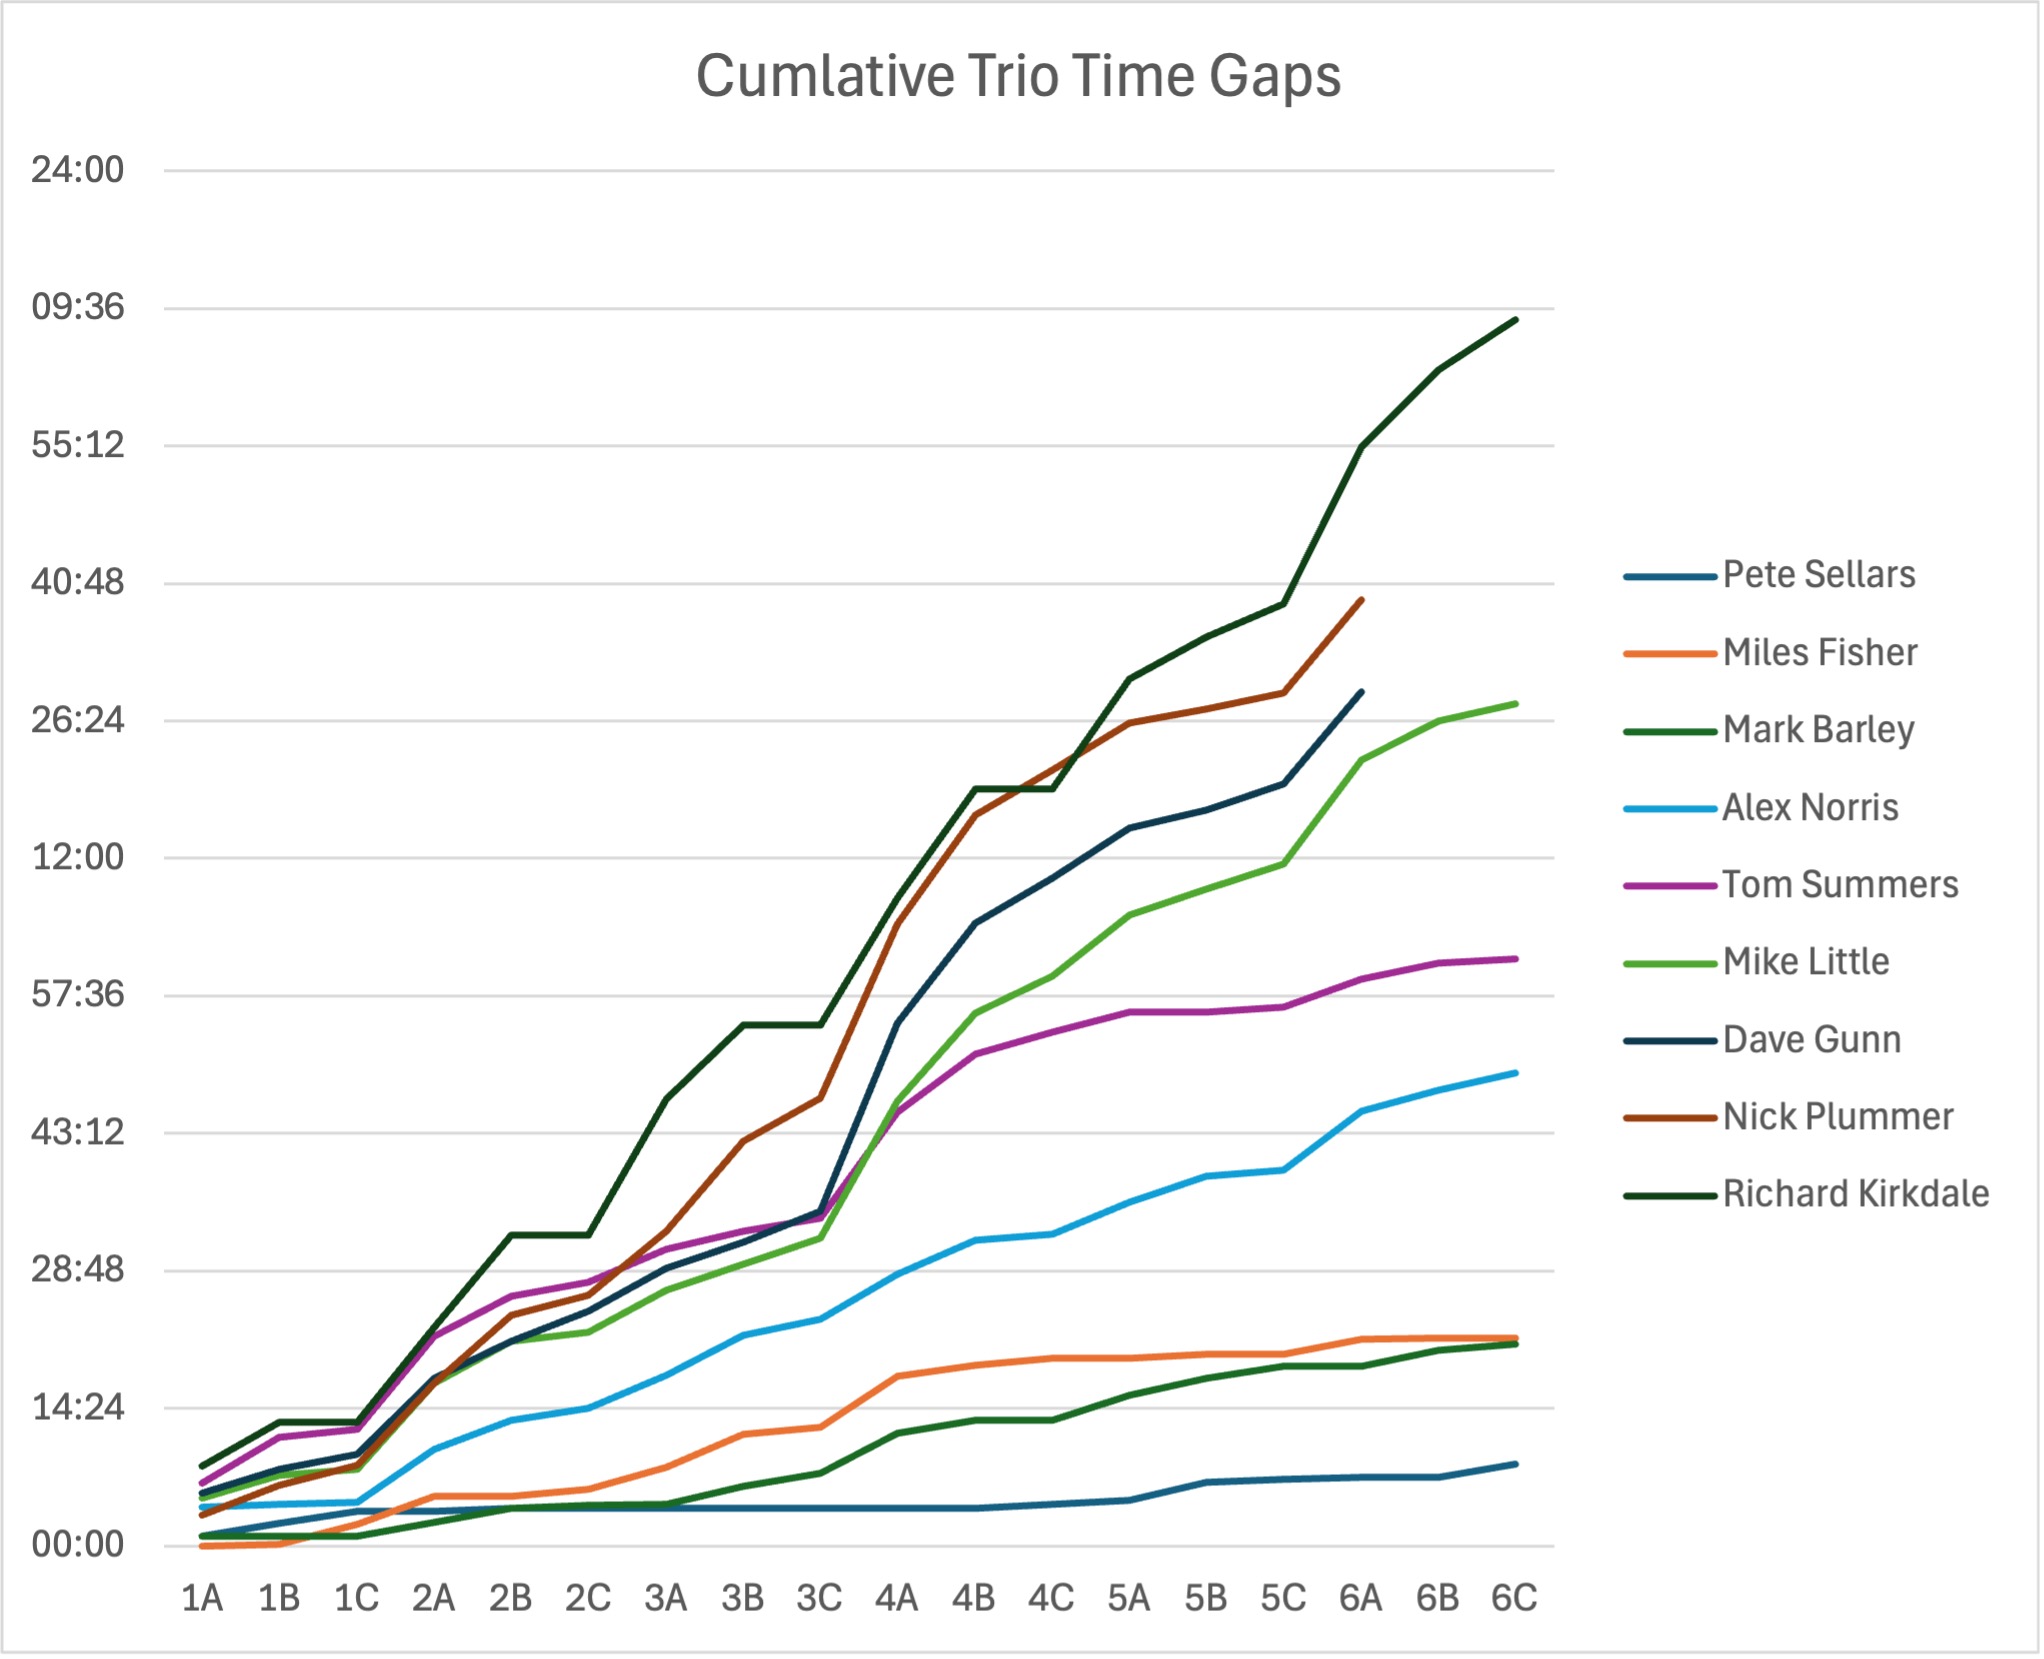 Cumlative Trio Time Gaps
24:00
09:36
55:12
40:48
26:24
12:00
57:36
43:12
28:48
14:24
00:00
1A 1B 1C 2A 2B 2C 3A 3B 3C 4A 4B 4C 5A 5B 5C 6A 6B 6C
Pete Sellars
Miles Fisher
Mark Barley
Alex Norris
Tom Summers
Mike Little
Dave Gunn
Nick Plummer
Richard Kirkdale